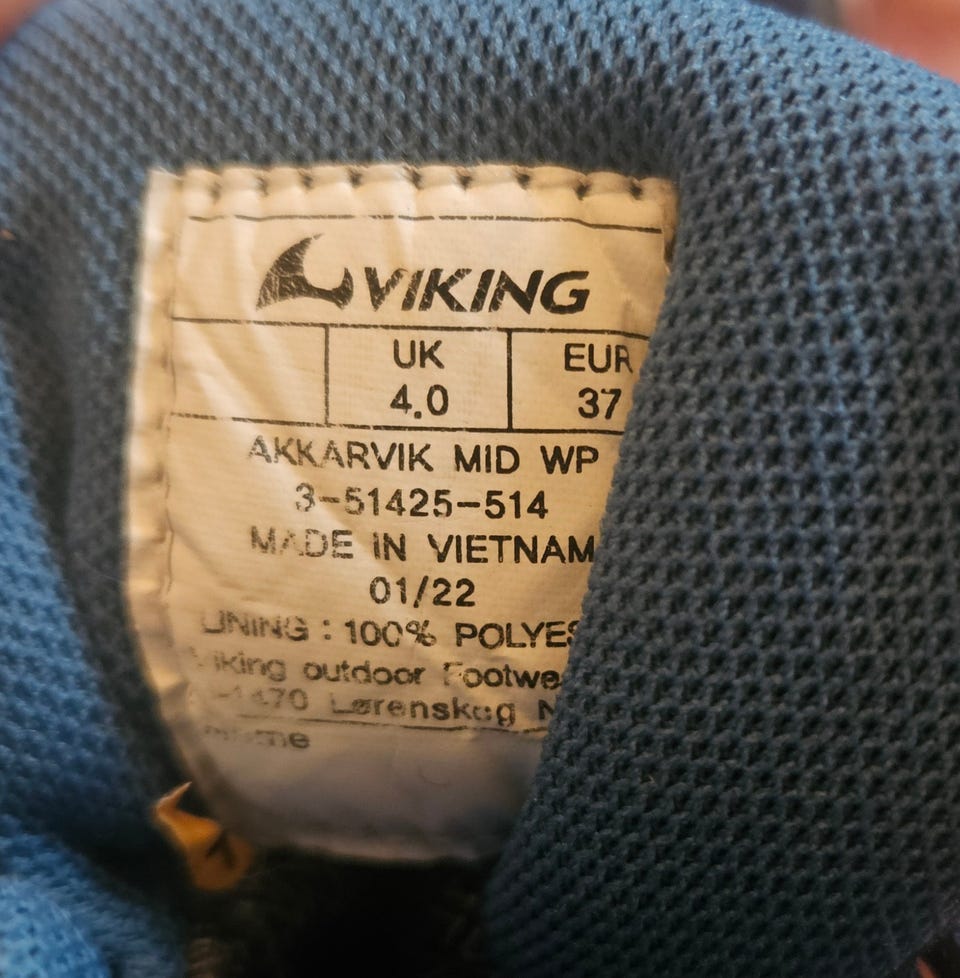 VIKING
UK EUR
4.0 37
AKKARVIK MID WP
3-51425-514
MADE IN VIETNAM
01/22
LINING : 100% POLYES
Viking outdoor Footwe
-1470 Lørenskog N